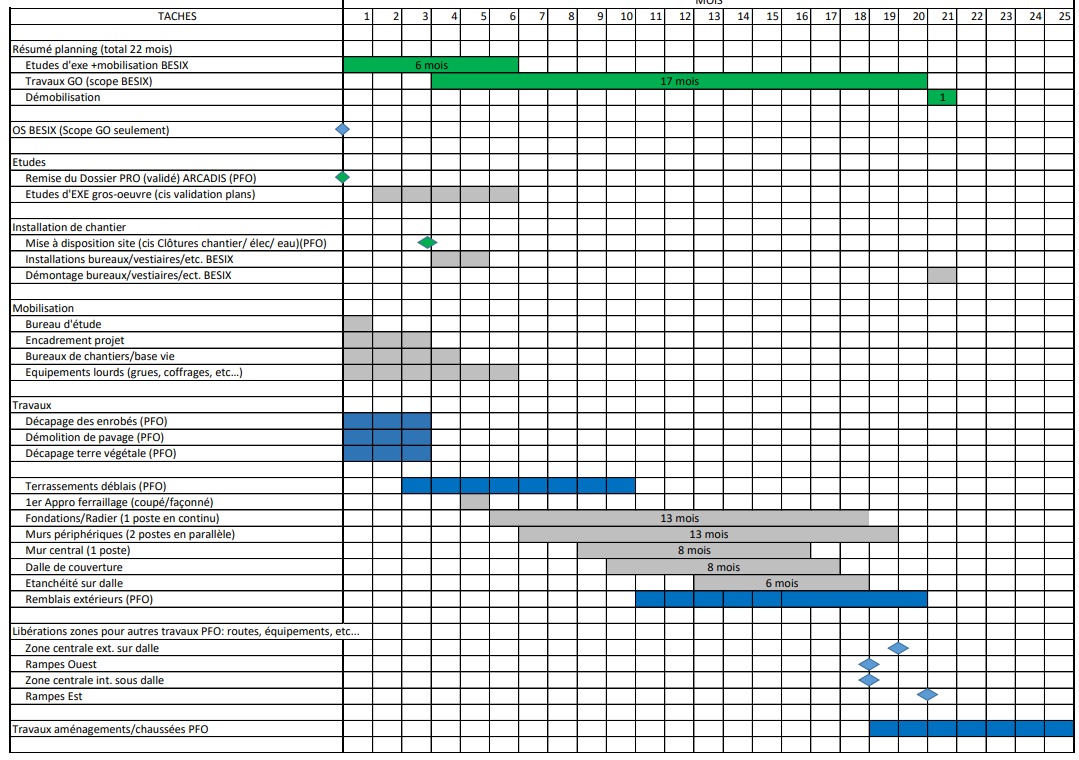 MOIS
TACHES 1 2 3 4 5 6 7 8 9 10 11 12 13 14 15 16 17 18 19 20 21 22 23 24 25
Résumé planning (total 22 mois)
Etudes d'exe +mobilisation BESIX 6 mois
Travaux GO (scope BESIX) 17 mois
Démobilisation 1
OS BESIX (Scope GO seulement)
Etudes
Remise du Dossier PRO (validé) ARCADIS (PFO)
Etudes d'EXE gros-oeuvre (cis validation plans)
Installation de chantier
Mise à disposition site (cis Clôtures chantier/ élec/ eau)(PFO)
Installations bureaux/vestiaires/etc. BESIX
Démontage bureaux/vestiaires/ect. BESIX
Mobilisation
Bureau d'étude
Encadrement projet
Bureaux de chantiers/base vie
Equipements lourds (grues, coffrages, etc…)
Travaux
Décapage des enrobés (PFO)
Démolition de pavage (PFO)
Décapage terre végétale (PFO)
Terrassements déblais (PFO)
1er Appro ferraillage (coupé/façonné)
Fondations/Radier (1 poste en continu) 13 mois
Murs périphériques (2 postes en parallèle) 13 mois
Mur central (1 poste) 8 mois
Dalle de couverture 8 mois
Etanchéité sur dalle 6 mois
Remblais extérieurs (PFO)
Libérations zones pour autres travaux PFO: routes, équipements, etc...
Zone centrale ext. sur dalle
Rampes Ouest
Zone centrale int. sous dalle
Rampes Est
Travaux aménagements/chaussées PFO